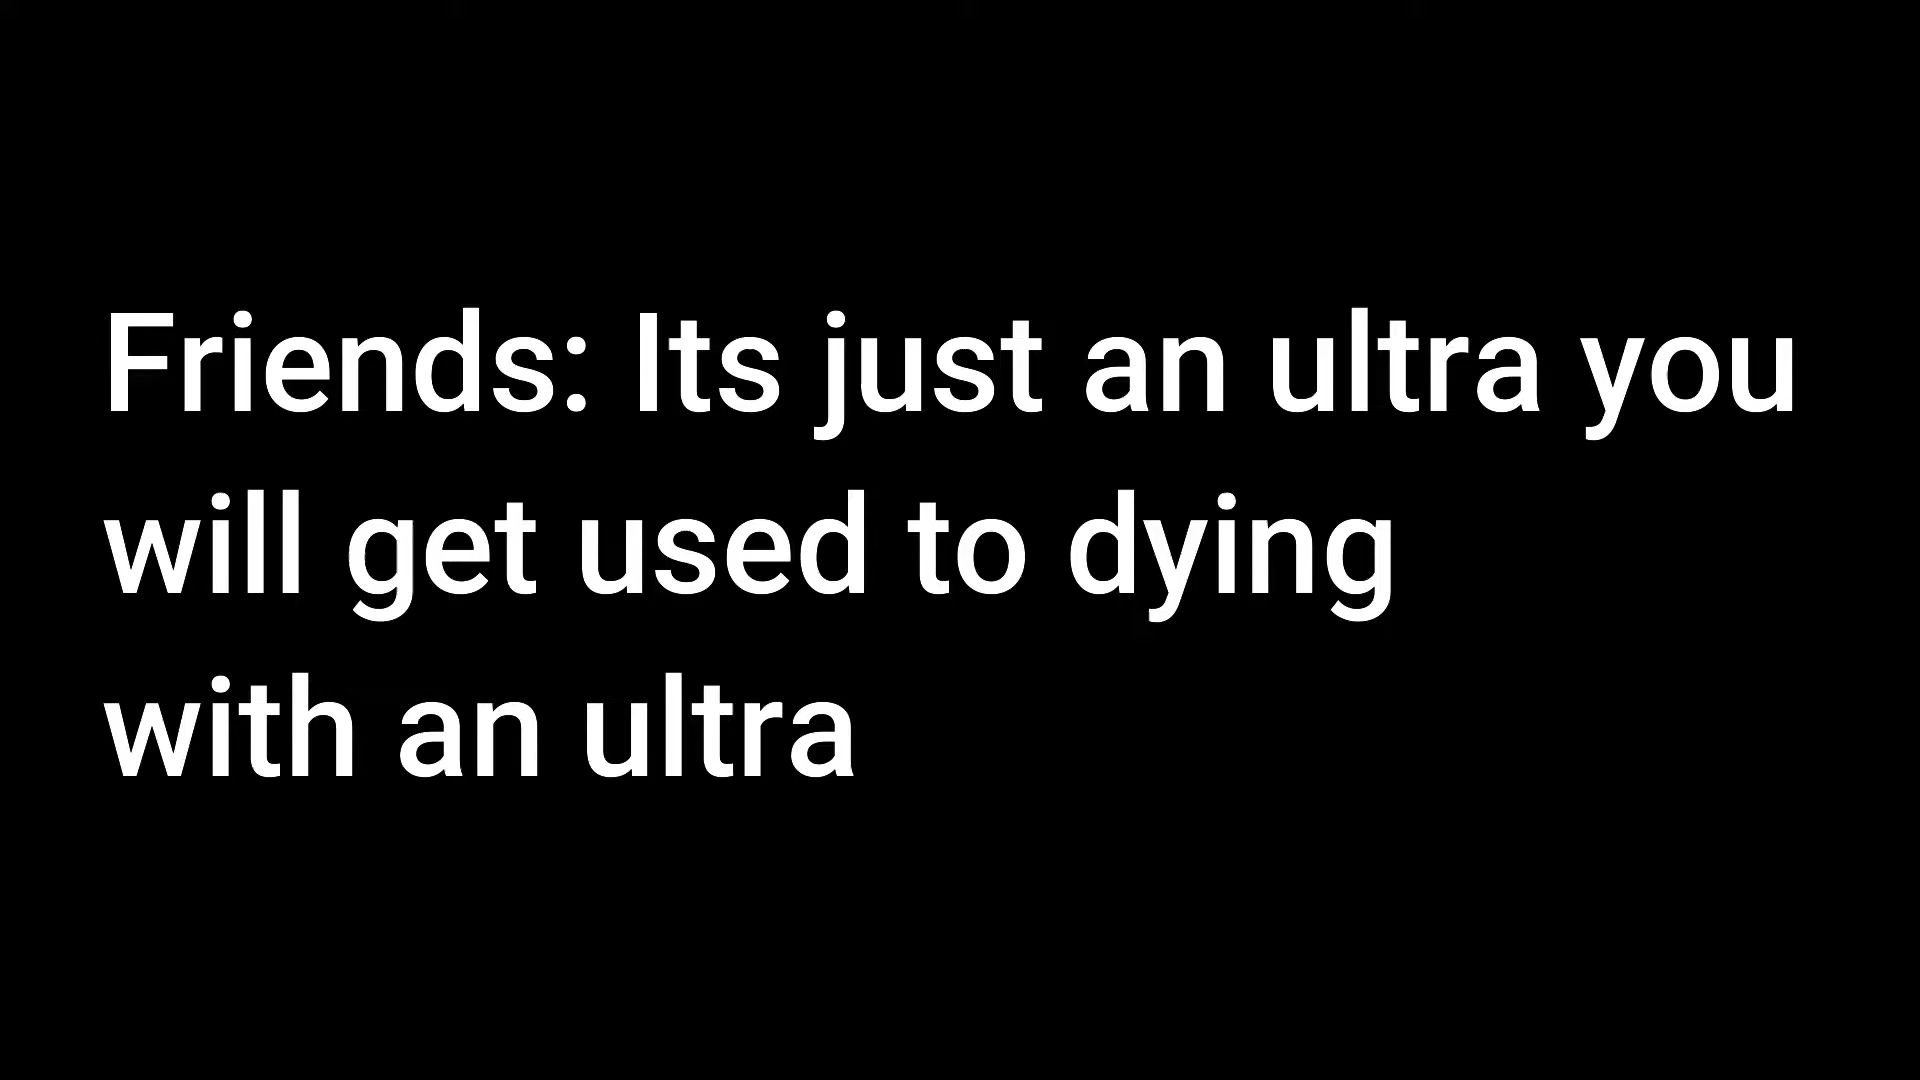 Friends: Its just an ultra you
will get used to dying
with an ultra